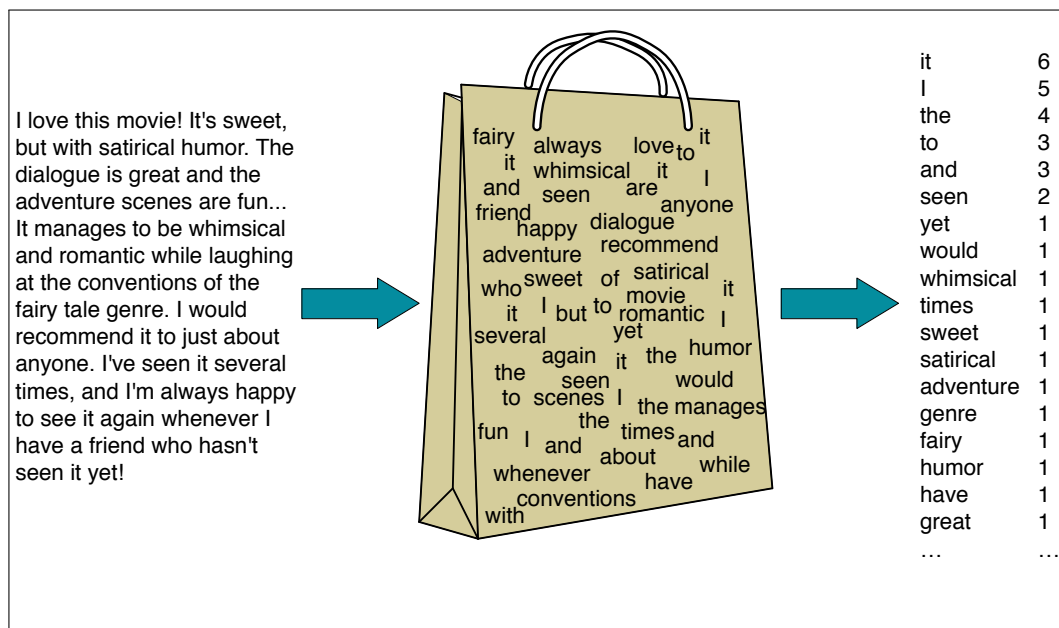 I love this movie! It's sweet,
but with satirical humor. The
dialogue is great and the
adventure scenes are fun...
It manages to be whimsical
and romantic while laughing
at the conventions of the
fairy tale genre. I would
recommend it to just about
anyone. I've seen it several
times, and I'm always happy
to see it again whenever I
have a friend who hasn't
seen it yet!
fairy always love to it
it whimsical it I
and seen are anyone
friend happy dialogue
adventure recommend
who sweet of satirical it
it I but to movie romantic I
several yet
again it the humor
the seen would
to scenes I the manages
fun I and the times and
about while
whenever have
conventions
with
it 6
I 5
the 4
to 3
and 3
seen 2
yet 1
would 1
whimsical 1
times 1
sweet 1
satirical 1
adventure 1
genre 1
fairy 1
humor 1
have 1
great 1
… …